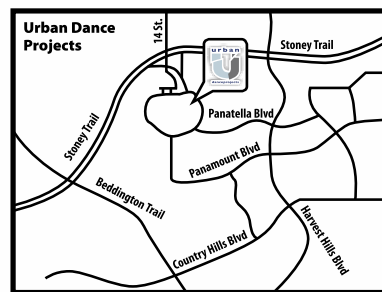 Urban Dance
Projects
14 St.
urban
Stoney Trail
Panatella Blvd
Stoney Trail
Panamount Blvd
Beddington Trail
Country Hills Blvd
Harvest Hills Blvd